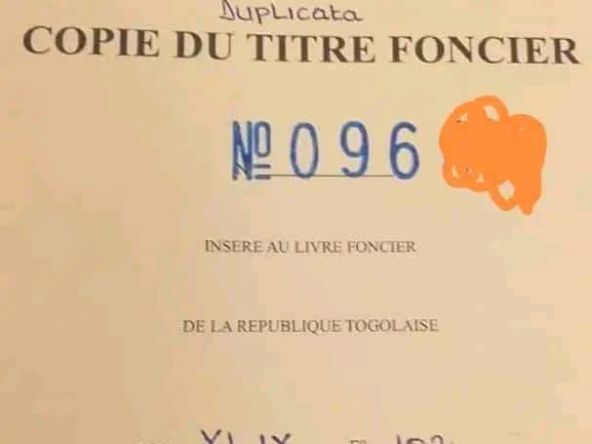 Duplicata
COPIE DU TITRE FONCIER
Nº 096
INSERE AU LIVRE FONCIER
DE LA REPUBLIQUE TOGOLAISE